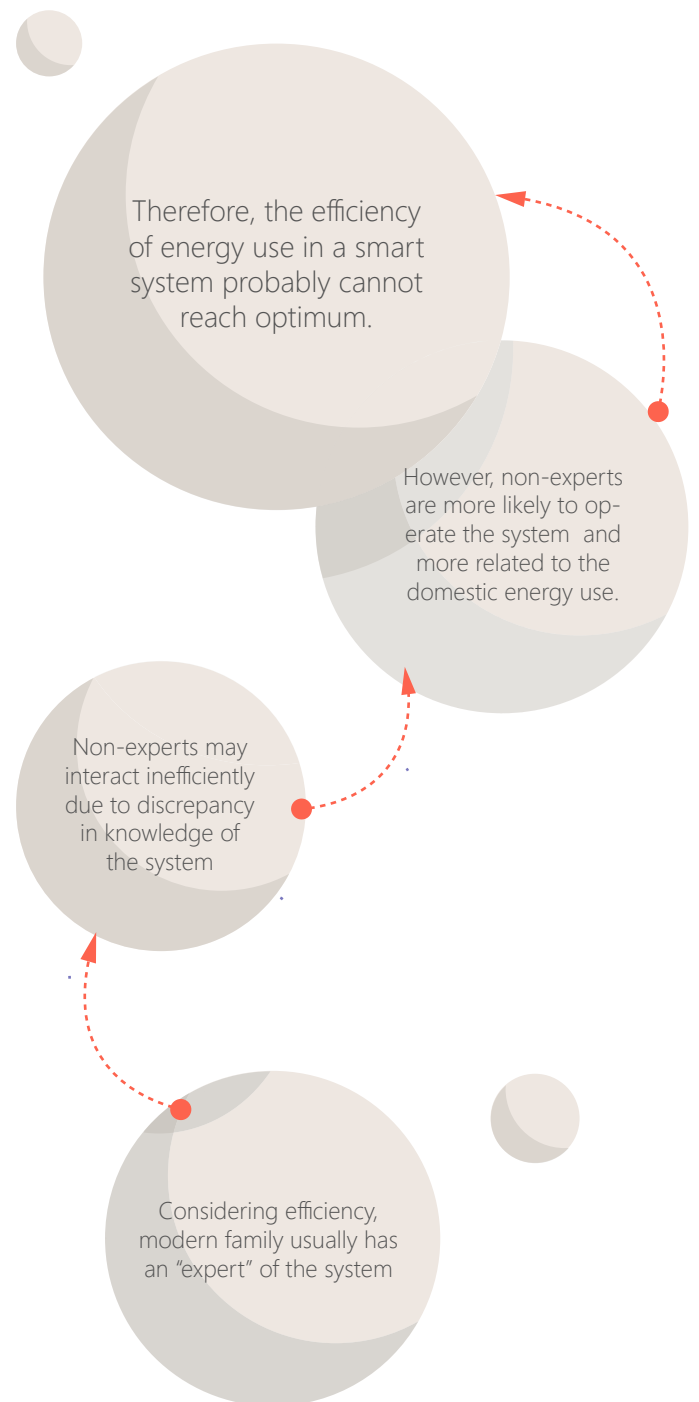 Therefore, the efficiency
of energy use in a smart
system probably cannot
reach optimum.
However, non-experts
are more likely to op-
erate the system  and
more related to the
domestic energy use.
Non-experts may
interact inefficiently
due to discrepancy
in knowledge of
the system
Considering efficiency,
modern family usually has
an “expert” of the system